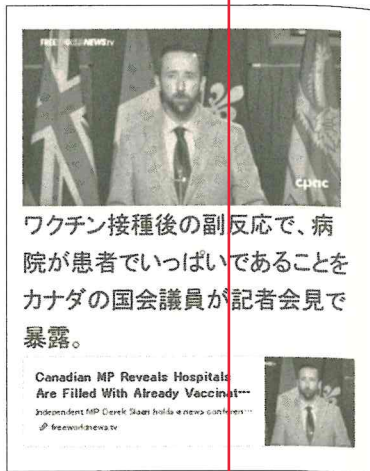 FREEWORLDNEWS.tv
cpac
ワクチン接種後の副反応で、病
院が患者でいっぱいであることを
カナダの国会議員が記者会見で
暴露。
Canadian MP Reveals Hospitals
Are Filled With Already Vaccinat…
Independent MP Derek Sloan holds a news conferen…
freeworldnews.tv